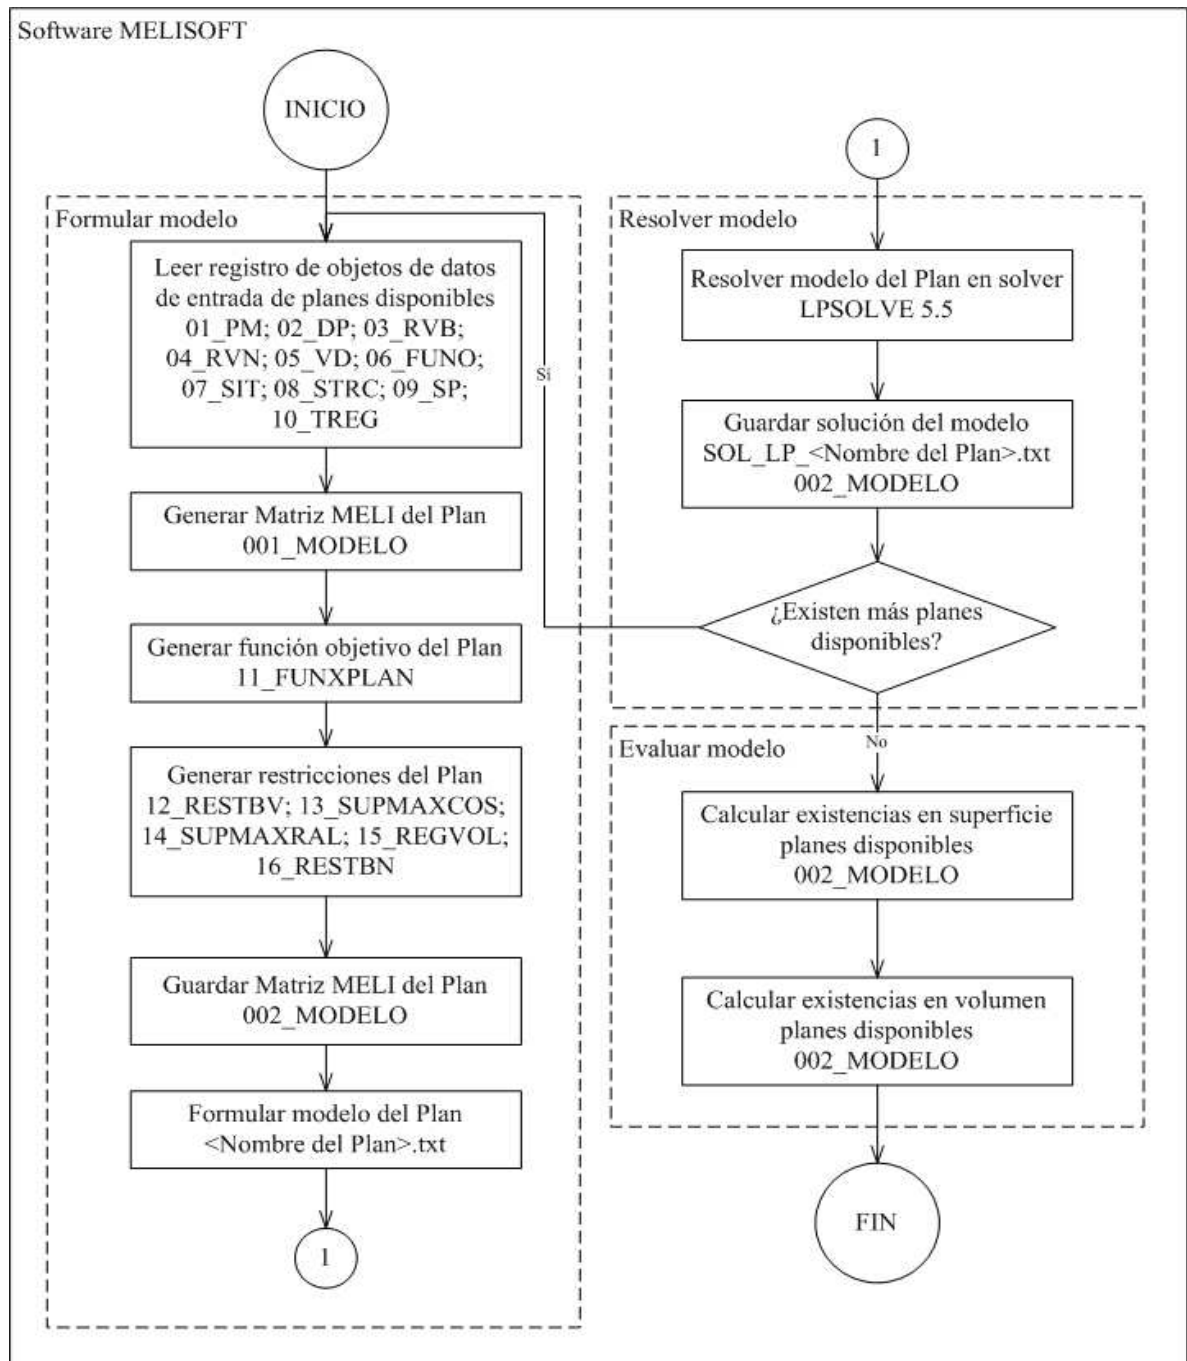 Software MELISOFT
INICIO
Formular modelo
Leer registro de objetos de datos
de entrada de planes disponibles
01_PM; 02_DP; 03_RVB;
04_RVN; 05_VD; 06_FUNO;
07_SIT; 08_STRC; 09_SP;
10_TREG
Generar Matriz MELI del Plan
001_MODELO
Generar función objetivo del Plan
11_FUNXPLAN
Generar restricciones del Plan
12_RESTBV; 13_SUPMAXCOS;
14_SUPMAXRAL; 15_REGVOL;
16_RESTBN
Guardar Matriz MELI del Plan
002_MODELO
Formular modelo del Plan
<Nombre del Plan>.txt
1
1
Resolver modelo
Resolver modelo del Plan en solver
LPSOLVE 5.5
Guardar solución del modelo
SOL_LP_<Nombre del Plan>.txt
002_MODELO
¿Existen más planes
disponibles?
Sí
No
Evaluar modelo
Calcular existencias en superficie
planes disponibles
002_MODELO
Calcular existencias en volumen
planes disponibles
002_MODELO
FIN